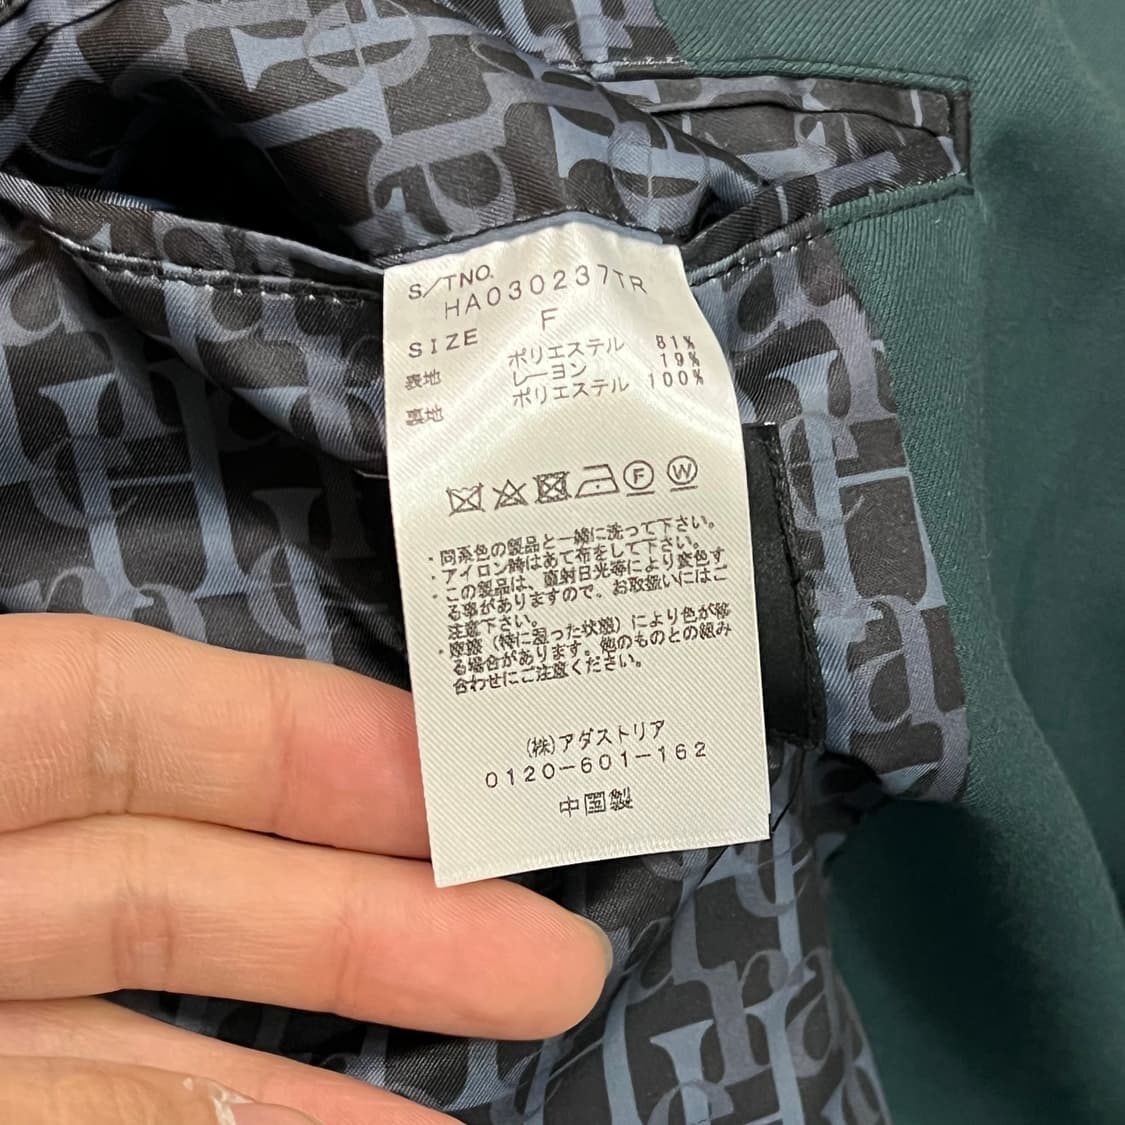 S/TNO.
HA030237TR
SIZE F
表地 ポリエステル 81%
レーヨン 19%
裏地 ポリエステル 100%
F W
・同系色の製品と一緒に洗って下さい。
・アイロン時はあて布をして下さい。
・この製品は、直射日光等により変色す
る事がありますので、お取扱いにはご
注意下さい。
・摩擦（特に湿った状態）により色が移
る場合があります。他のものとの組み
合わせにご注意ください。
(株)アダストリア
0120-601-162
中国製